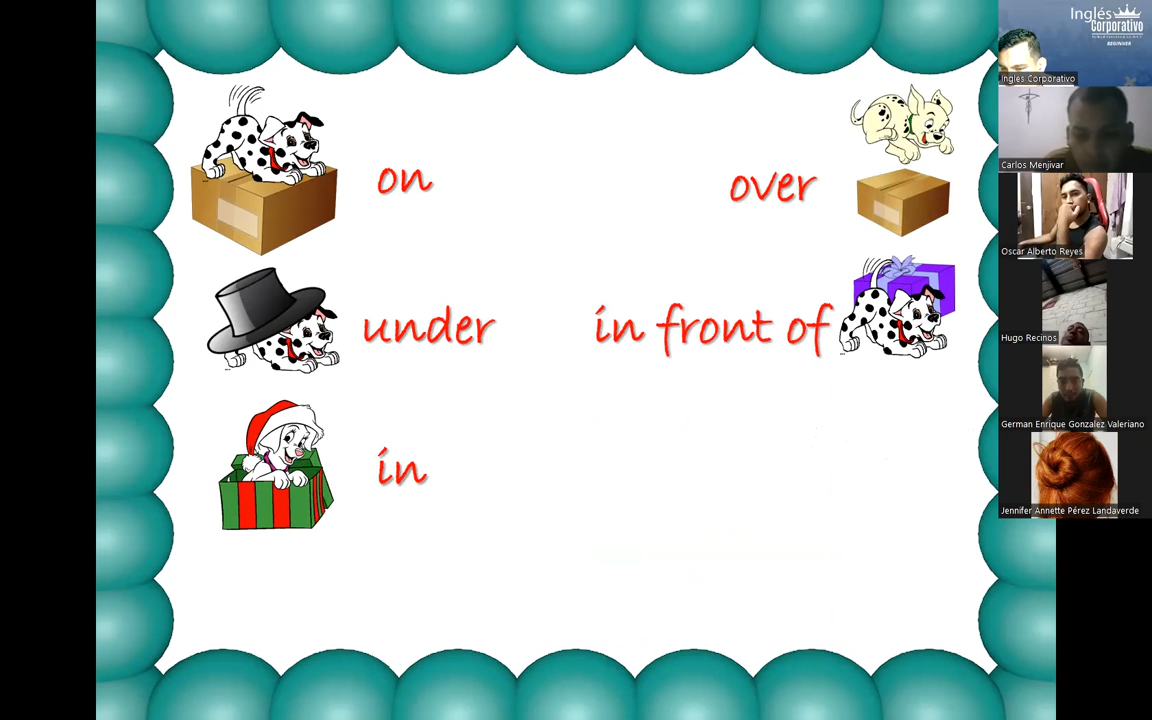 on
over
under
in front of
in
Inglés
Corporativo
BEGINNER
Inglés Corporativo
Carlos Menjivar
Oscar Alberto Reyes
Hugo Recinos
German Enrique Gonzalez Valeriano
Jennifer Annette Pérez Landaverde